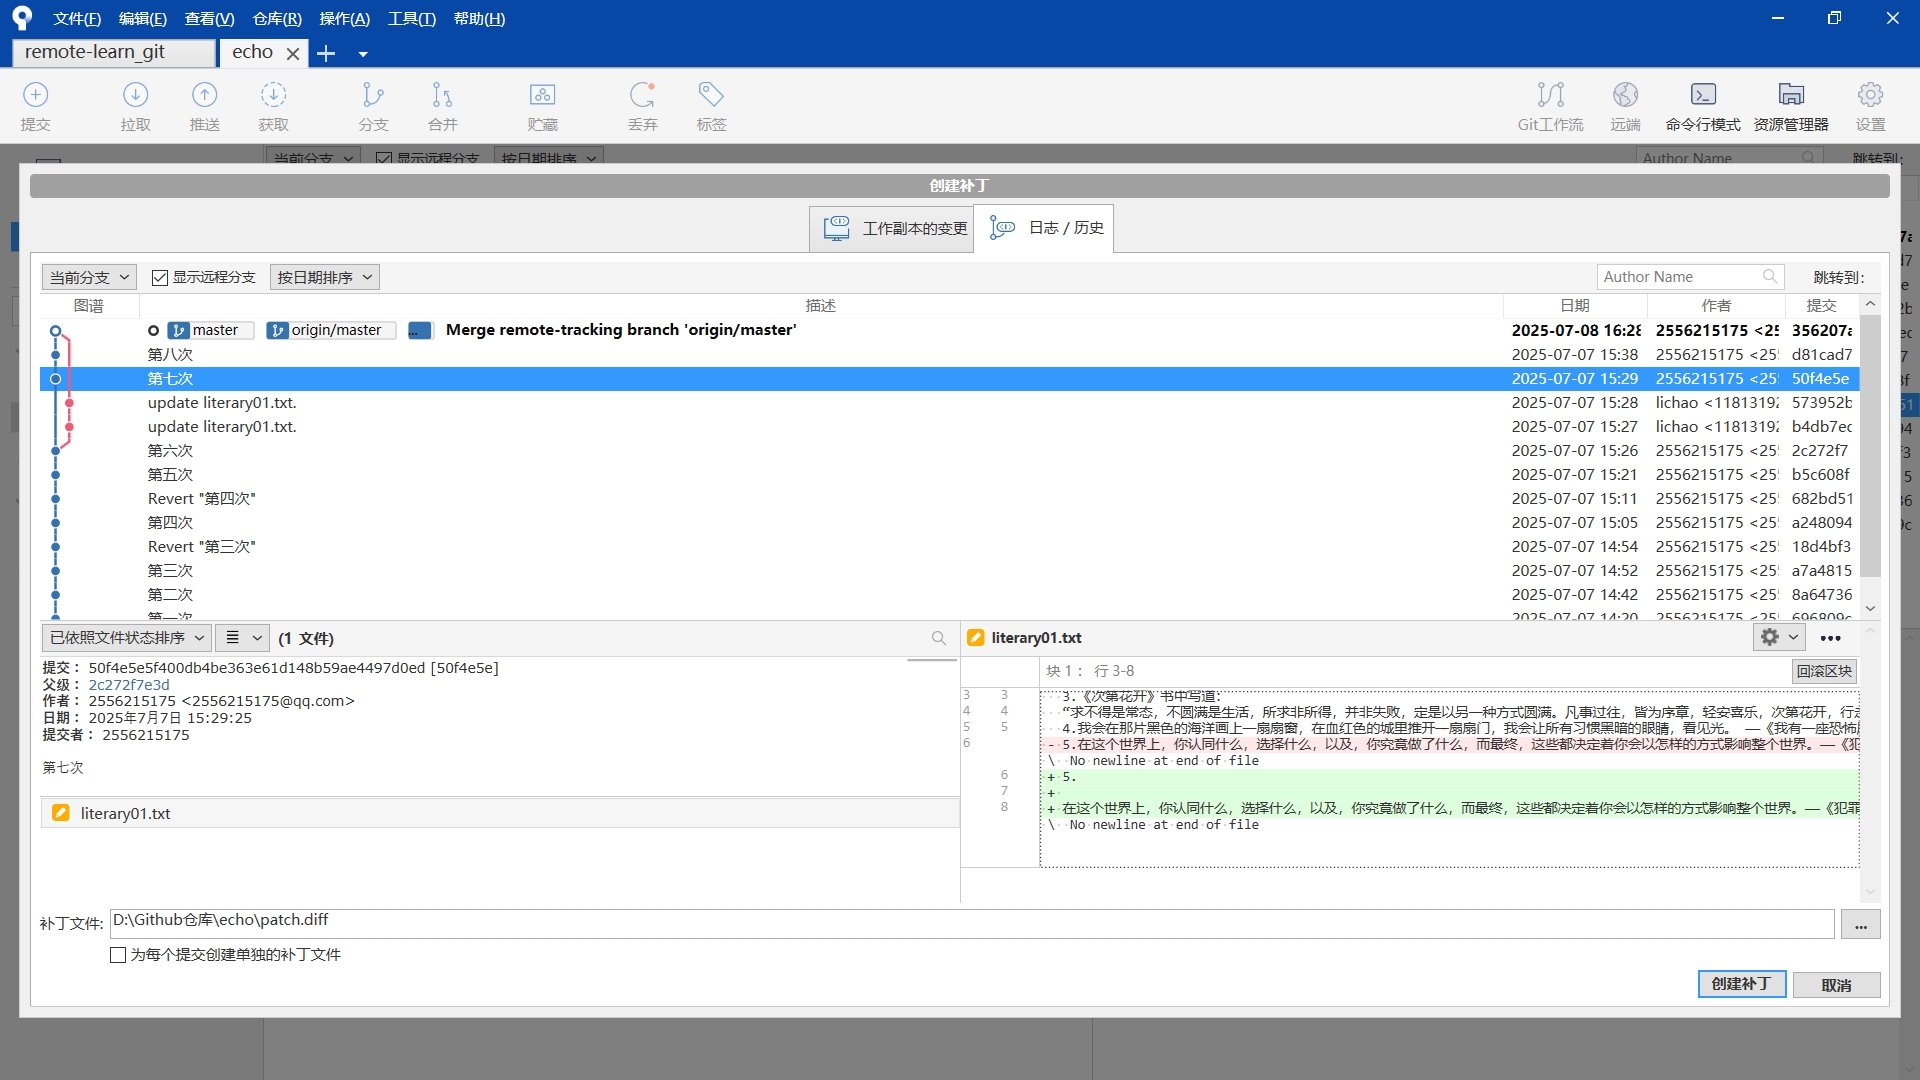 文件(F) 编辑(E) 查看(V) 仓库(R) 操作(A) 工具(T) 帮助(H)
remote-learn_git echo
提交 拉取 推送 获取 分支 合并 贮藏 丢弃 标签 Git工作流 远端 命令行模式 资源管理器 设置
当前分支 显示远程分支 按日期排序 Author Name 跳转到:
创建补丁
工作副本的变更 日志 / 历史
当前分支 显示远程分支 按日期排序 Author Name 跳转到:
图谱 描述 日期 作者 提交
master origin/master ... Merge remote-tracking branch 'origin/master' 2025-07-08 16:28 2556215175 <25 356207a
第八次 2025-07-07 15:38 2556215175 <25 d81cad7
第七次 2025-07-07 15:29 2556215175 <25 50f4e5e
update literary01.txt. 2025-07-07 15:28 lichao <1181319 573952b
update literary01.txt. 2025-07-07 15:27 lichao <1181319 b4db7ec
第六次 2025-07-07 15:26 2556215175 <25 2c272f7
第五次 2025-07-07 15:21 2556215175 <25 b5c608f
Revert "第四次" 2025-07-07 15:11 2556215175 <25 682bd51
第四次 2025-07-07 15:05 2556215175 <25 a248094
Revert "第三次" 2025-07-07 14:54 2556215175 <25 18d4bf3
第三次 2025-07-07 14:52 2556215175 <25 a7a4815
第二次 2025-07-07 14:42 2556215175 <25 8a64736
第一次 2025-07-07 14:20 2556215175 <25 696809c
已依照文件状态排序 (1 文件)
提交： 50f4e5e5f400db4be363e61d148b59ae4497d0ed [50f4e5e]
父级： 2c272f7e3d
作者： 2556215175 <2556215175@qq.com>
日期： 2025年7月7日 15:29:25
提交者： 2556215175
第七次
literary01.txt
literary01.txt
块 1： 行 3-8 回滚区块
3 3 3.《次第花开》书中写道：
4 4 “求不得是常态，不圆满是生活，所求非所得，并非失败，定是以另一种方式圆满。凡事过往，皆为序章，轻安喜乐，次第花开，行
5 5 4.我会在那片黑色的海洋画上一扇扇窗，在血红色的城里推开一扇扇门，我会让所有习惯黑暗的眼睛，看见光。 —《我有一座恐怖
6 - 5.在这个世界上，你认同什么，选择什么，以及，你究竟做了什么，而最终，这些都决定着你会以怎样的方式影响整个世界。—《犯
\ No newline at end of file
6 + 5.
7 +
8 + 在这个世界上，你认同什么，选择什么，以及，你究竟做了什么，而最终，这些都决定着你会以怎样的方式影响整个世界。—《犯罪
\ No newline at end of file
补丁文件: D:\Github仓库\echo\patch.diff ...
为每个提交创建单独的补丁文件
创建补丁 取消